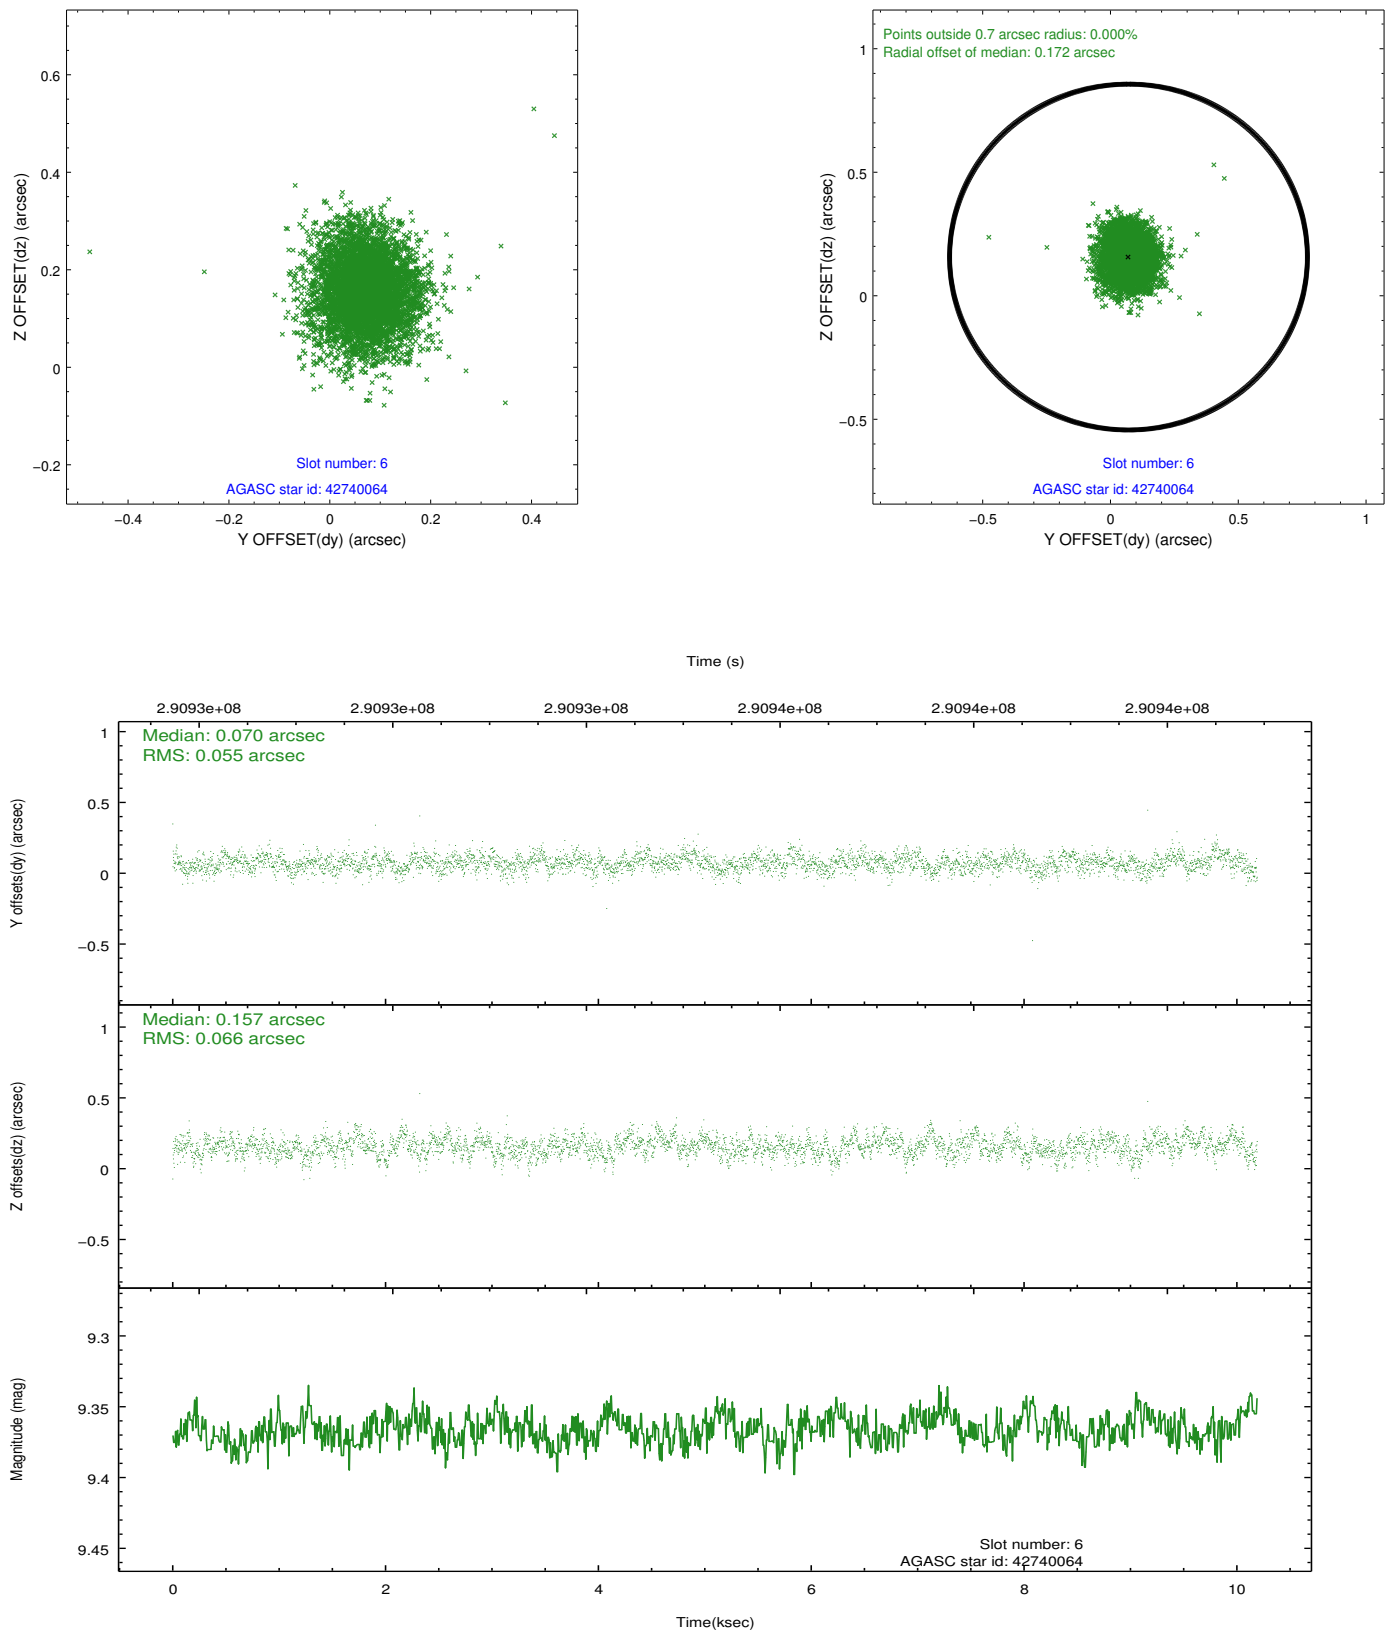 0.6
0.4
0.2
0
−0.2
Z OFFSET(dz) (arcsec)
Slot number: 6
AGASC star id: 42740064
−0.4 −0.2 0 0.2 0.4
Y OFFSET(dy) (arcsec)
Points outside 0.7 arcsec radius: 0.000%
Radial offset of median: 0.172 arcsec
1
0.5
0
−0.5
Z OFFSET(dz) (arcsec)
Slot number: 6
AGASC star id: 42740064
−0.5 0 0.5 1
Y OFFSET(dy) (arcsec)
Time (s)
2.9093e+08 2.9093e+08 2.9093e+08 2.9094e+08 2.9094e+08 2.9094e+08
Median: 0.070 arcsec
RMS: 0.055 arcsec
1
0.5
0
−0.5
Y offsets(dy) (arcsec)
Median: 0.157 arcsec
RMS: 0.066 arcsec
1
0.5
0
−0.5
Z offsets(dz) (arcsec)
9.3
9.35
9.4
9.45
Magnitude (mag)
Slot number: 6
AGASC star id: 42740064
0 2 4 6 8 10
Time(ksec)